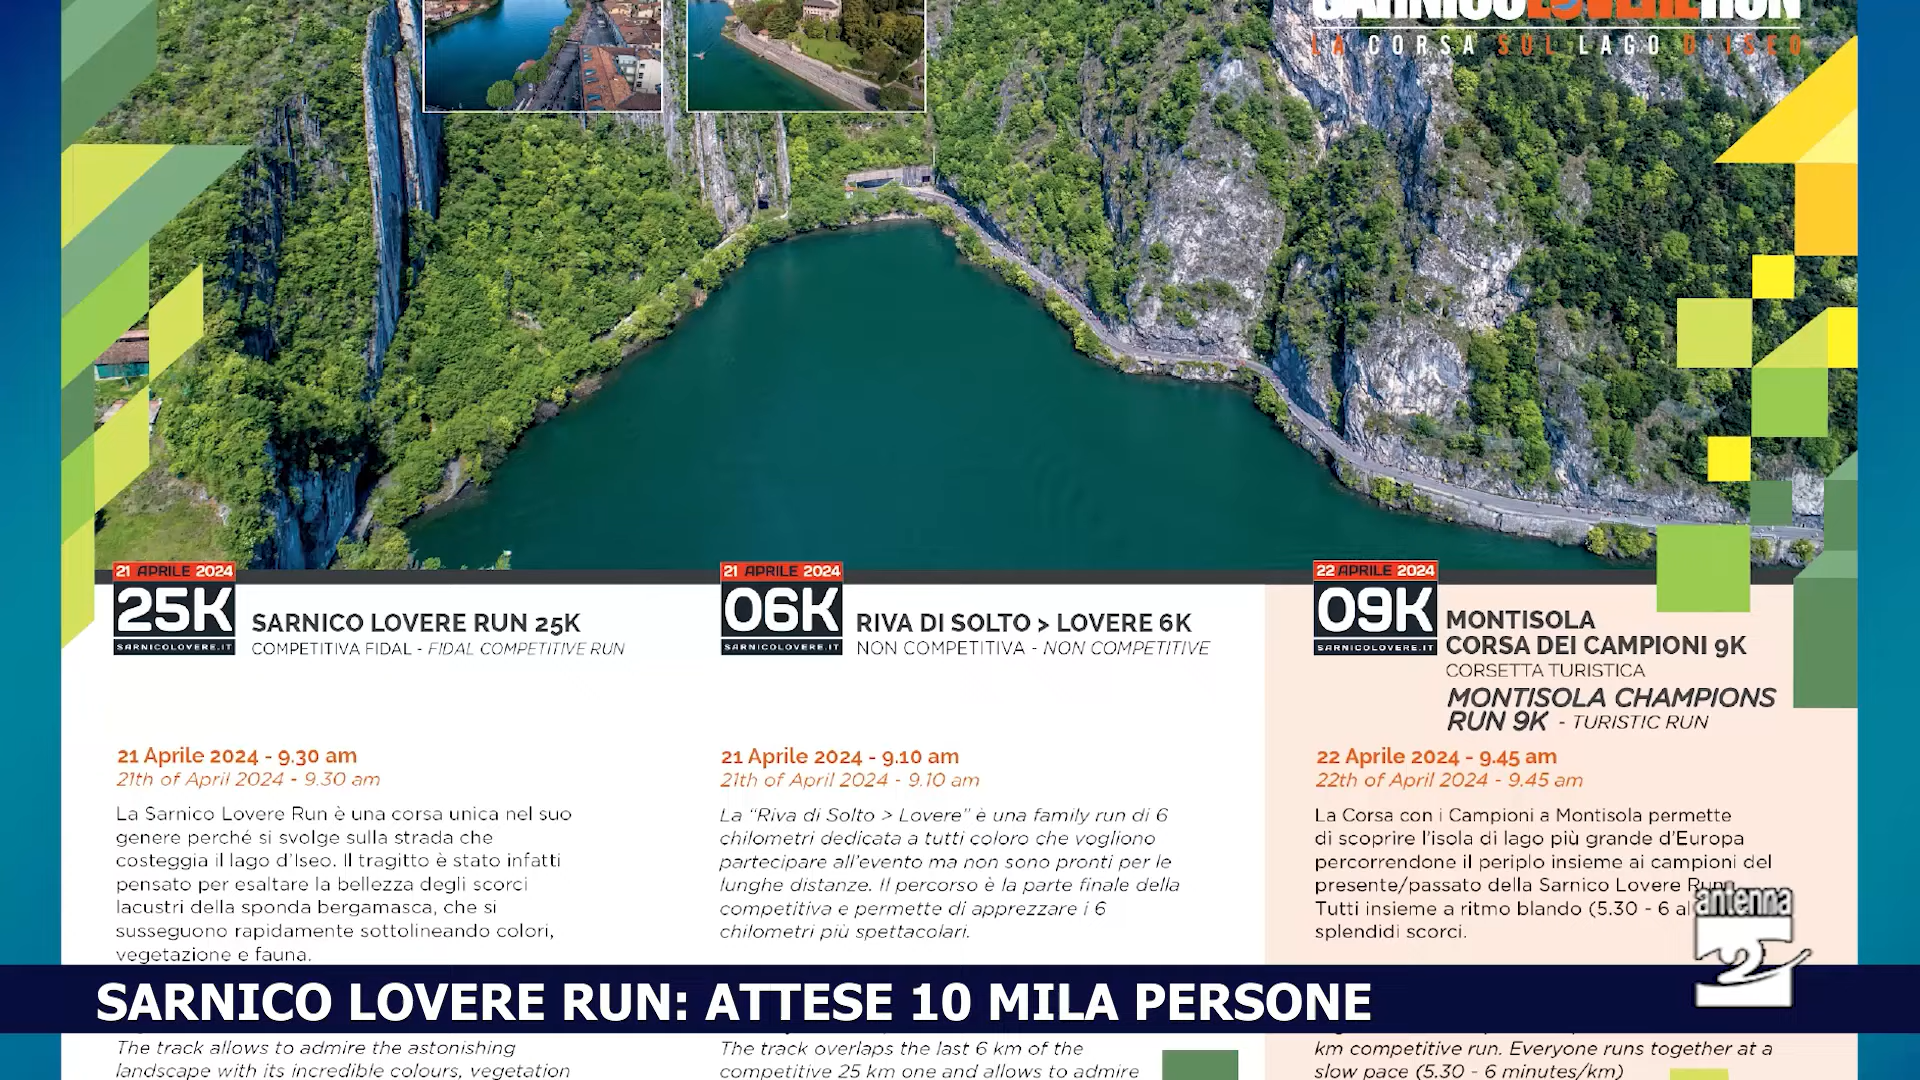 SARNICOLOVERERUN
LA CORSA SUL LAGO D'ISEO
21 APRILE 2024
25K
SARNICOLOVERE.IT
SARNICO LOVERE RUN 25K
COMPETITIVA FIDAL - FIDAL COMPETITIVE RUN
21 Aprile 2024 - 9.30 am
21th of April 2024 - 9.30 am
La Sarnico Lovere Run è una corsa unica nel suo
genere perché si svolge sulla strada che
costeggia il lago d'Iseo. Il tragitto è stato infatti
pensato per esaltare la bellezza degli scorci
lacustri della sponda bergamasca, che si
susseguono rapidamente sottolineando colori,
vegetazione e fauna.
The track allows to admire the astonishing
landscape with its incredible colours, vegetation
21 APRILE 2024
06K
SARNICOLOVERE.IT
RIVA DI SOLTO > LOVERE 6K
NON COMPETITIVA - NON COMPETITIVE
21 Aprile 2024 - 9.10 am
21th of April 2024 - 9.10 am
La "Riva di Solto > Lovere" è una family run di 6
chilometri dedicata a tutti coloro che vogliono
partecipare all'evento ma non sono pronti per le
lunghe distanze. Il percorso è la parte finale della
competitiva e permette di apprezzare i 6
chilometri più spettacolari.
The track overlaps the last 6 km of the
competitive 25 km one and allows to admire
22 APRILE 2024
09K
SARNICOLOVERE.IT
MONTISOLA
CORSA DEI CAMPIONI 9K
CORSETTA TURISTICA
MONTISOLA CHAMPIONS
RUN 9K - TURISTIC RUN
22 Aprile 2024 - 9.45 am
22th of April 2024 - 9.45 am
La Corsa con i Campioni a Montisola permette
di scoprire l'isola di lago più grande d'Europa
percorrendone il periplo insieme ai campioni del
presente/passato della Sarnico Lovere Run.
Tutti insieme a ritmo blando (5.30 - 6 al
splendidi scorci.
km competitive run. Everyone runs together at a
slow pace (5.30 - 6 minutes/km)
antenna
2
SARNICO LOVERE RUN: ATTESE 10 MILA PERSONE